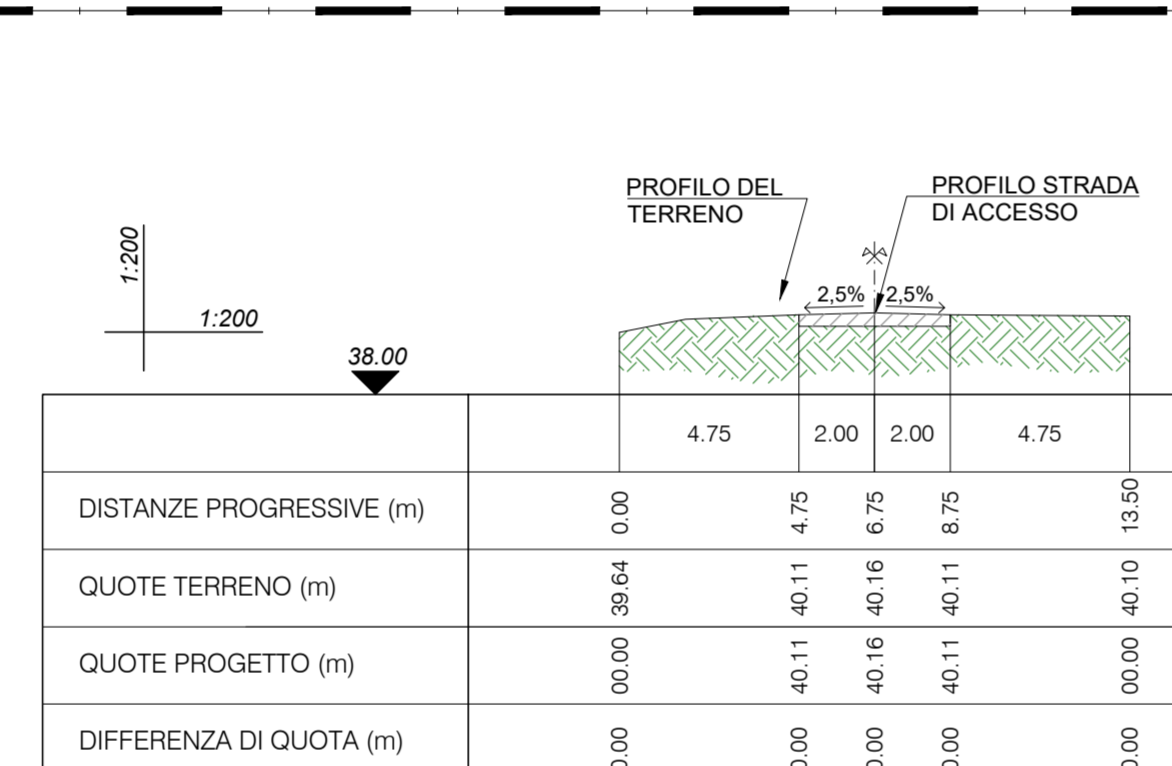 PROFILO DEL
TERRENO
PROFILO STRADA
DI ACCESSO
1:200
1:200
2,5% 2,5%
38.00
4.75 2.00 2.00 4.75
DISTANZE PROGRESSIVE (m) 0.00 4.75 6.75 8.75 13.50
QUOTE TERRENO (m) 39.64 40.11 40.16 40.11 40.10
QUOTE PROGETTO (m) 00.00 40.11 40.16 40.11 00.00
DIFFERENZA DI QUOTA (m)